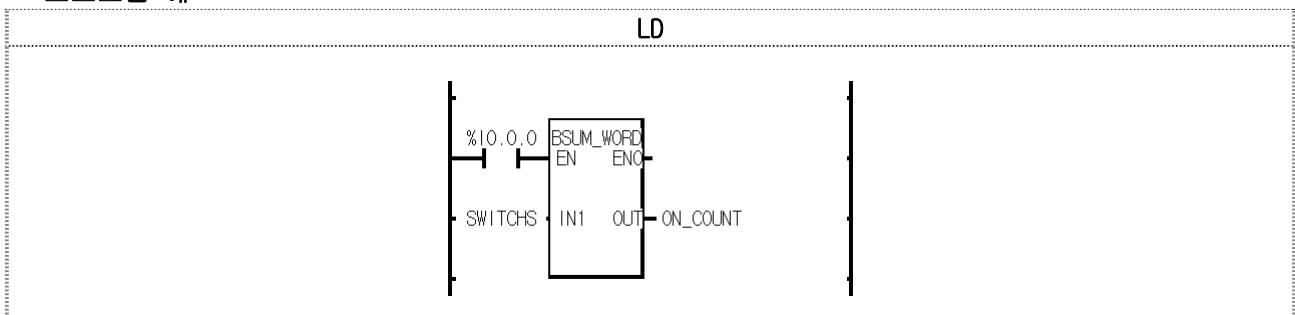 LD
%I0.0.0 BSUM_WORD
EN ENO
SWITCHS IN1 OUT ON_COUNT